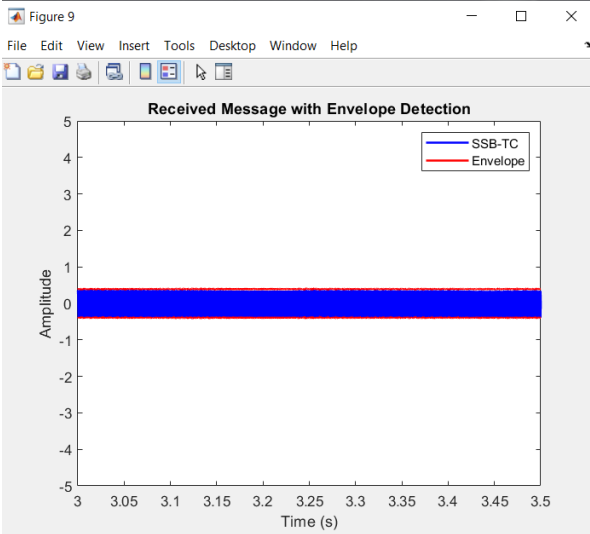 Figure 9
File Edit View Insert Tools Desktop Window Help
Received Message with Envelope Detection
SSB-TC
Envelope
5
4
3
2
1
0
-1
-2
-3
-4
-5
Amplitude
3 3.05 3.1 3.15 3.2 3.25 3.3 3.35 3.4 3.45 3.5
Time (s)